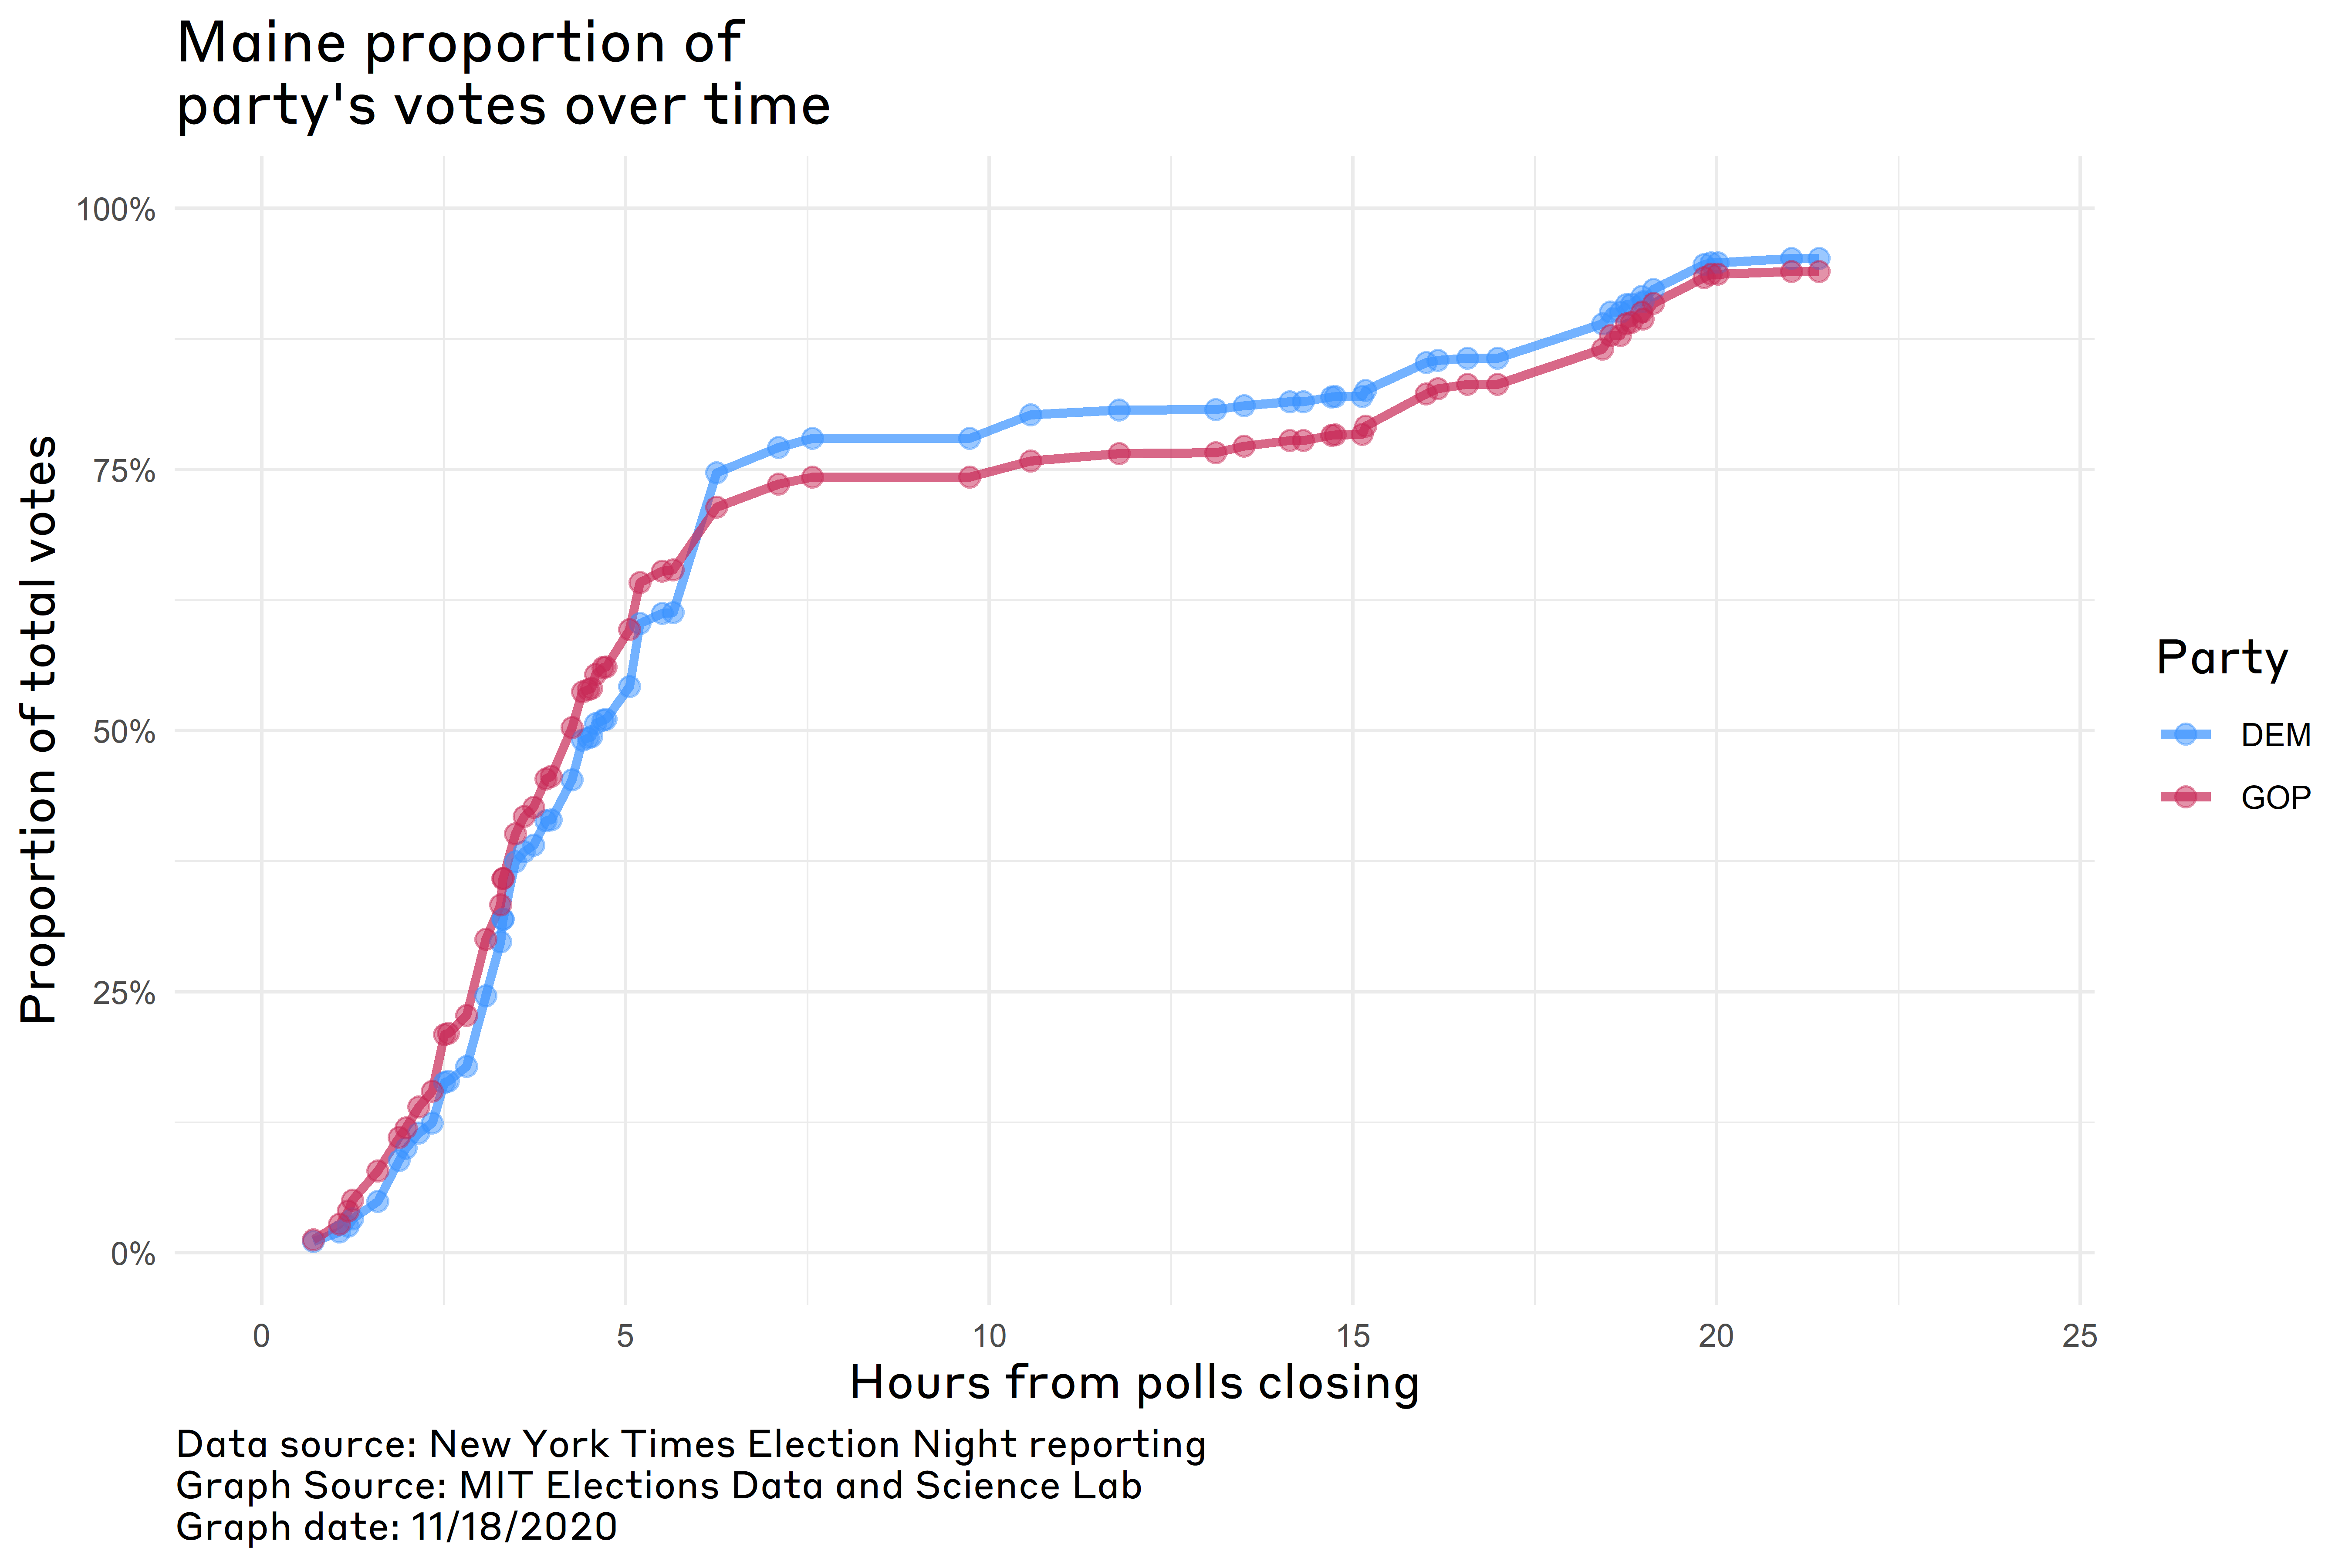 Maine proportion of
party's votes over time
Proportion of total votes
100%
75%
50%
25%
0%
0 5 10 15 20 25
Hours from polls closing
Party
DEM
GOP
Data source: New York Times Election Night reporting
Graph Source: MIT Elections Data and Science Lab
Graph date: 11/18/2020